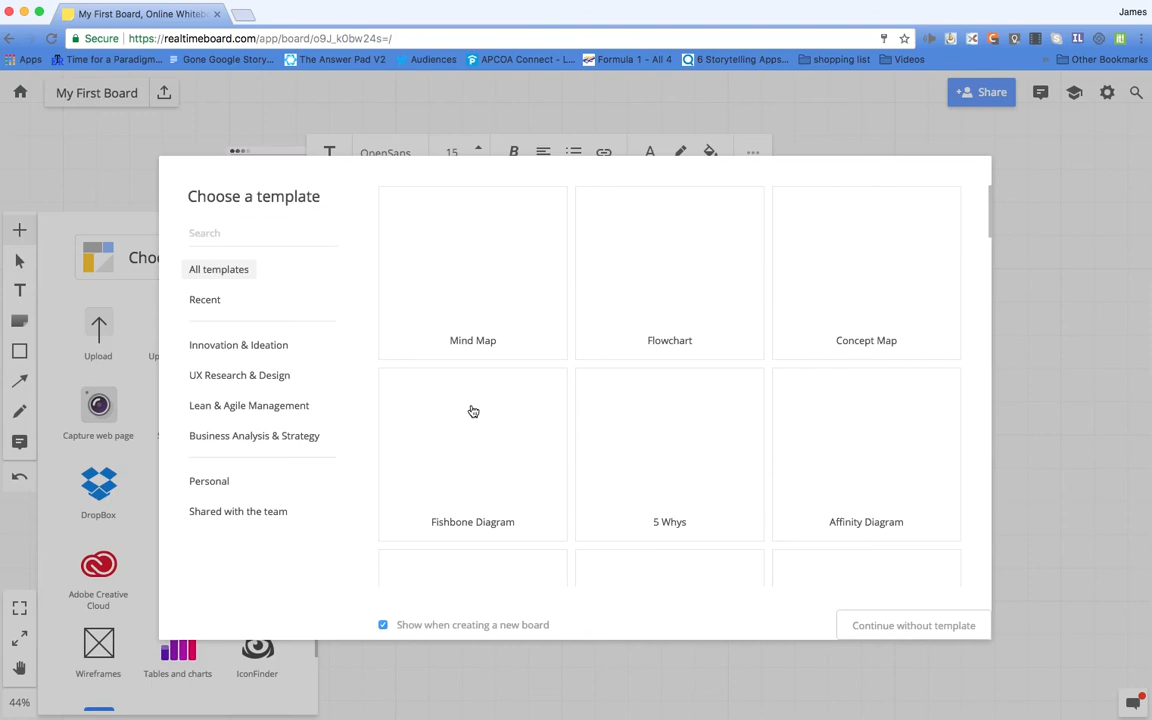 My First Board, Online Whitebo
James
Secure https://realtimeboard.com/app/board/o9J_k0bw24s=/
Apps
Time for a Paradigm...
Gone Google Story...
The Answer Pad V2
Audiences
APCOA Connect - L...
Formula 1 - All 4
6 Storytelling Apps...
shopping list
Videos
Other Bookmarks
My First Board
Share
T OpenSans 15 B A
Choose a template
Search
All templates
Recent
Innovation & Ideation
UX Research & Design
Lean & Agile Management
Business Analysis & Strategy
Personal
Shared with the team
Mind Map
Flowchart
Concept Map
Fishbone Diagram
5 Whys
Affinity Diagram
Show when creating a new board
Continue without template
Choo
Upload
Up
Capture web page
DropBox
Adobe Creative
Cloud
Wireframes
Tables and charts
IconFinder
44%